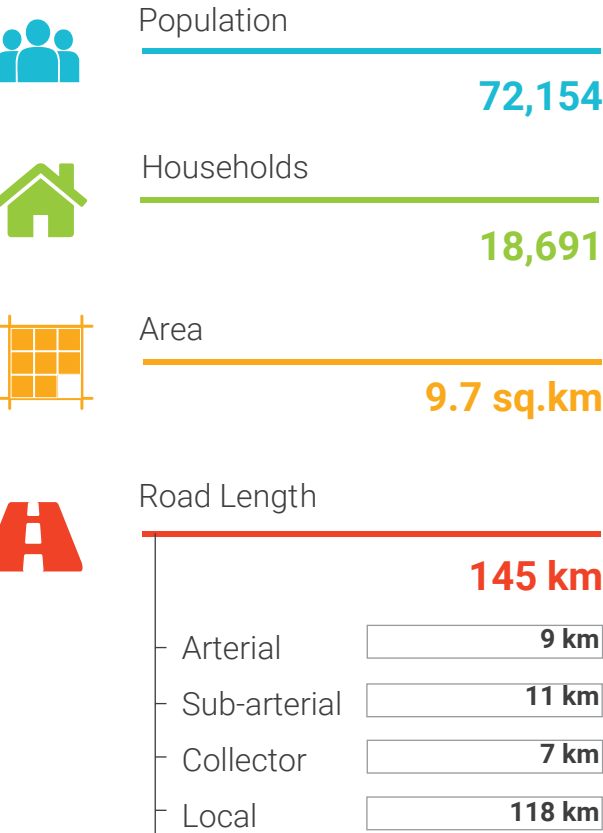 Population
72,154
Households
18,691
Area
9.7 sq.km
Road Length
145 km
Arterial 9 km
Sub-arterial 11 km
Collector 7 km
Local 118 km